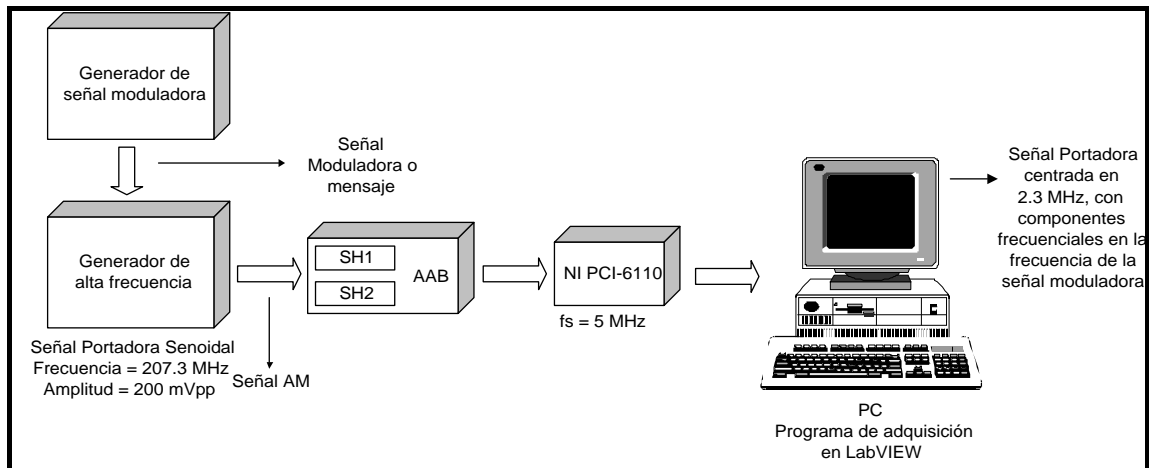 Generador de
señal moduladora
Señal
Moduladora o
mensaje
Generador de
alta frecuencia
Señal Portadora Senoidal
Frecuencia = 207.3 MHz
Amplitud = 200 mVpp
Señal AM
SH1
SH2
AAB
NI PCI-6110
fs = 5 MHz
PC
Programa de adquisición
en LabVIEW
Señal Portadora
centrada en
2.3 MHz, con
componentes
frecuenciales en la
frecuencia de la
señal moduladora